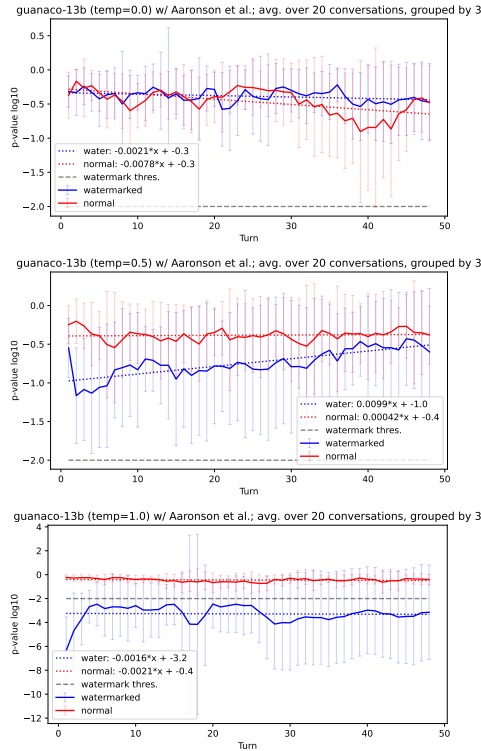 guanaco-13b (temp=0.0) w/ Aaronson et al.; avg. over 20 conversations, grouped by 3
0.5
0.0
−0.5
−1.0
−1.5
−2.0
p-value log10
water: -0.0021*x + -0.3
normal: -0.0078*x + -0.3
watermark thres.
watermarked
normal
0 10 20 30 40 50
Turn
guanaco-13b (temp=0.5) w/ Aaronson et al.; avg. over 20 conversations, grouped by 3
0.0
−0.5
−1.0
−1.5
−2.0
p-value log10
water: 0.0099*x + -1.0
normal: 0.00042*x + -0.4
watermark thres.
watermarked
normal
0 10 20 30 40 50
Turn
guanaco-13b (temp=1.0) w/ Aaronson et al.; avg. over 20 conversations, grouped by 3
4
2
0
−2
−4
−6
−8
−10
−12
p-value log10
water: -0.0016*x + -3.2
normal: -0.0021*x + -0.4
watermark thres.
watermarked
normal
0 10 20 30 40 50
Turn